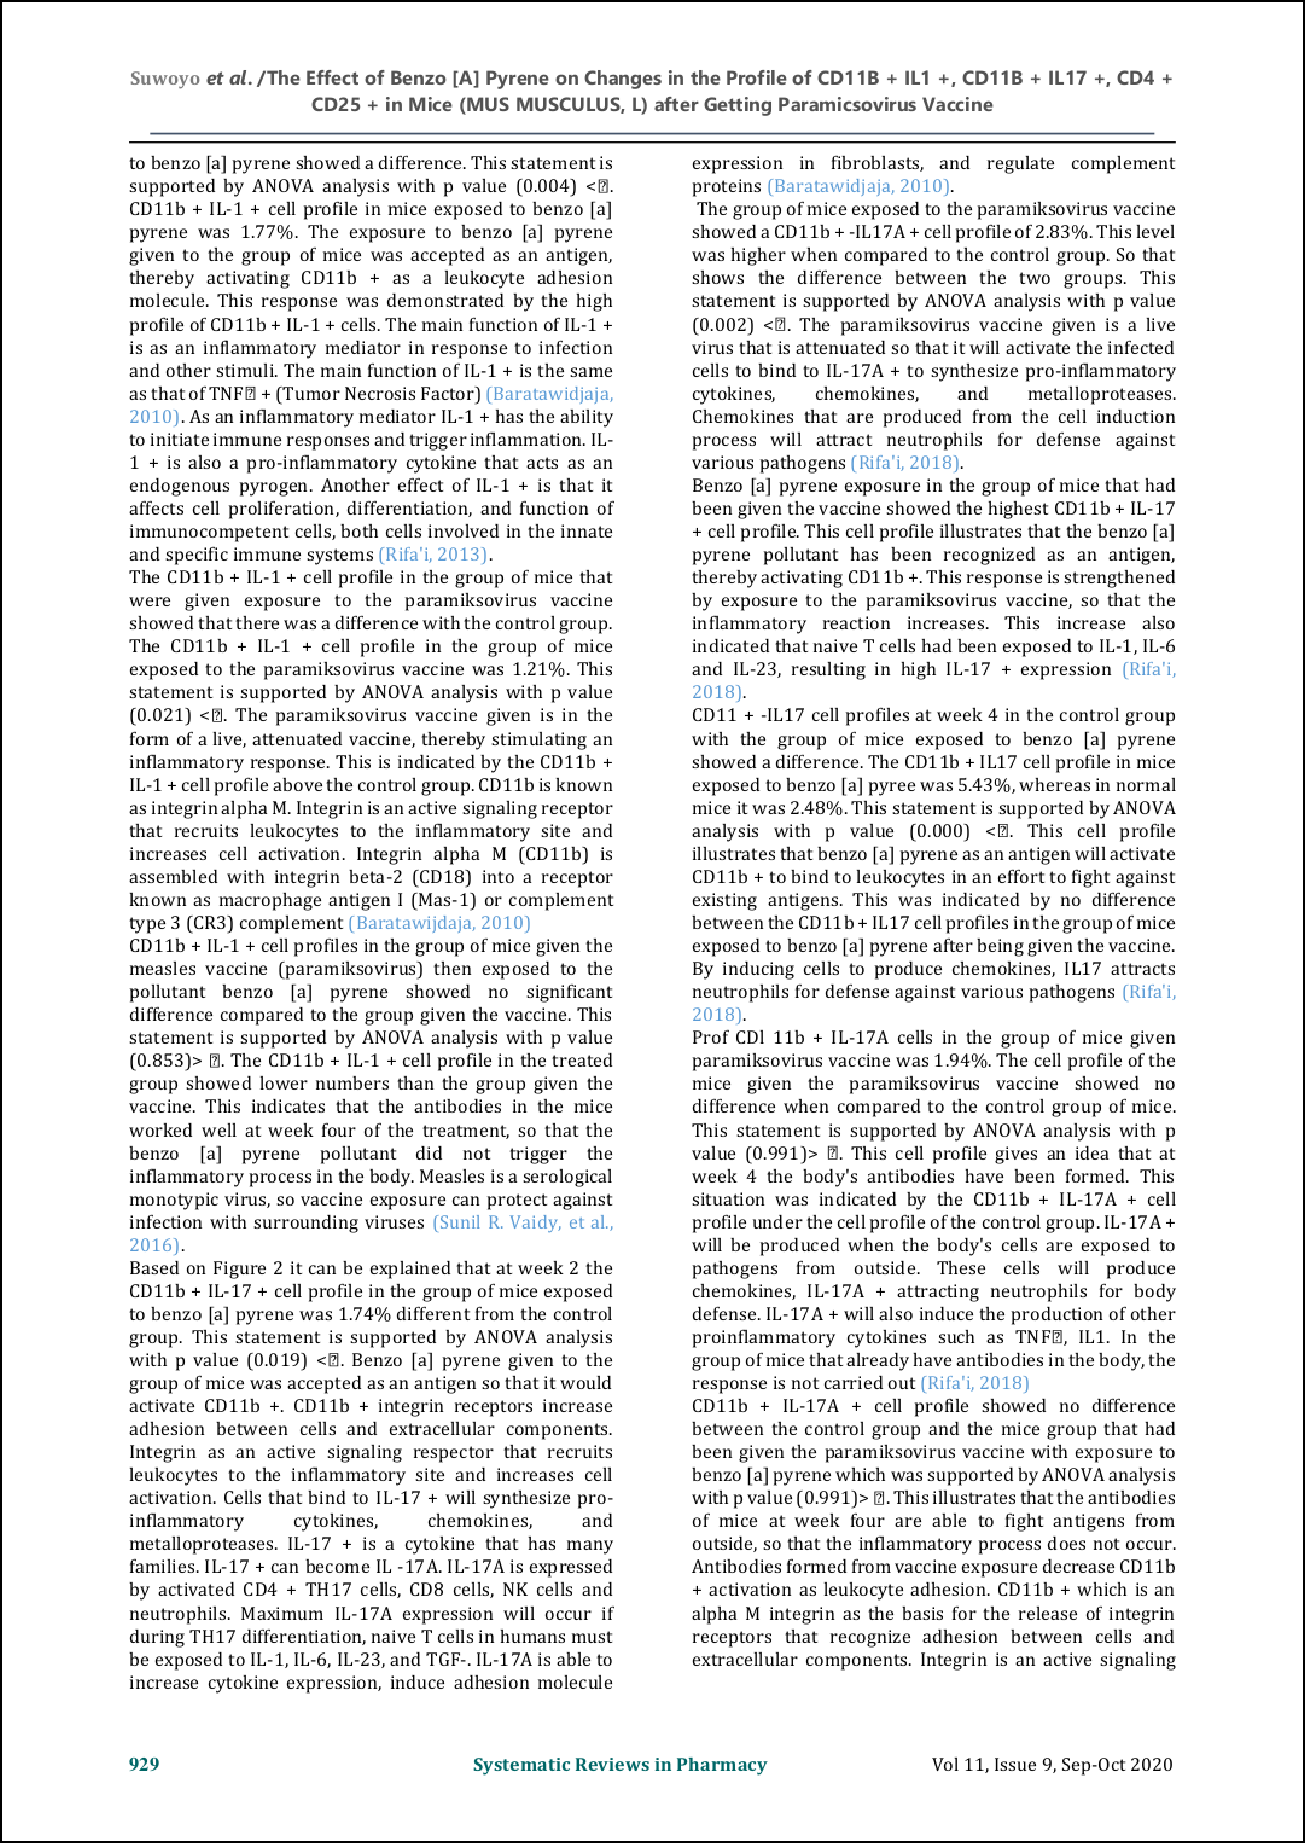 Suwoyo et al. /The Effect of Benzo [A] Pyrene on Changes in the Profile of CD11B + IL1 +, CD11B + IL17 +, CD4 +
CD25 + in Mice (MUS MUSCULUS, L) after Getting Paramicsovirus Vaccine
to benzo [a] pyrene showed a difference. This statement is
supported by ANOVA analysis with p value (0.004) <⍰.
CD11b + IL-1 + cell profile in mice exposed to benzo [a]
pyrene was 1.77%. The exposure to benzo [a] pyrene
given to the group of mice was accepted as an antigen,
thereby activating CD11b + as a leukocyte adhesion
molecule. This response was demonstrated by the high
profile of CD11b + IL-1 + cells. The main function of IL-1 +
is as an inflammatory mediator in response to infection
and other stimuli. The main function of IL-1 + is the same
as that of TNF⍰ + (Tumor Necrosis Factor) (Baratawidjaja,
2010). As an inflammatory mediator IL-1 + has the ability
to initiate immune responses and trigger inflammation. IL-
1 + is also a pro-inflammatory cytokine that acts as an
endogenous pyrogen. Another effect of IL-1 + is that it
affects cell proliferation, differentiation, and function of
immunocompetent cells, both cells involved in the innate
and specific immune systems (Rifa'i, 2013).
The CD11b + IL-1 + cell profile in the group of mice that
were given exposure to the paramiksovirus vaccine
showed that there was a difference with the control group.
The CD11b + IL-1 + cell profile in the group of mice
exposed to the paramiksovirus vaccine was 1.21%. This
statement is supported by ANOVA analysis with p value
(0.021) <⍰. The paramiksovirus vaccine given is in the
form of a live, attenuated vaccine, thereby stimulating an
inflammatory response. This is indicated by the CD11b +
IL-1 + cell profile above the control group. CD11b is known
as integrin alpha M. Integrin is an active signaling receptor
that recruits leukocytes to the inflammatory site and
increases cell activation. Integrin alpha M (CD11b) is
assembled with integrin beta-2 (CD18) into a receptor
known as macrophage antigen I (Mas-1) or complement
type 3 (CR3) complement (Baratawijdaja, 2010)
CD11b + IL-1 + cell profiles in the group of mice given the
measles vaccine (paramiksovirus) then exposed to the
pollutant benzo [a] pyrene showed no significant
difference compared to the group given the vaccine. This
statement is supported by ANOVA analysis with p value
(0.853)> ⍰. The CD11b + IL-1 + cell profile in the treated
group showed lower numbers than the group given the
vaccine. This indicates that the antibodies in the mice
worked well at week four of the treatment, so that the
benzo [a] pyrene pollutant did not trigger the
inflammatory process in the body. Measles is a serological
monotypic virus, so vaccine exposure can protect against
infection with surrounding viruses (Sunil R. Vaidy, et al.,
2016).
Based on Figure 2 it can be explained that at week 2 the
CD11b + IL-17 + cell profile in the group of mice exposed
to benzo [a] pyrene was 1.74% different from the control
group. This statement is supported by ANOVA analysis
with p value (0.019) <⍰. Benzo [a] pyrene given to the
group of mice was accepted as an antigen so that it would
activate CD11b +. CD11b + integrin receptors increase
adhesion between cells and extracellular components.
Integrin as an active signaling respector that recruits
leukocytes to the inflammatory site and increases cell
activation. Cells that bind to IL-17 + will synthesize pro-
inflammatory cytokines, chemokines, and
metalloproteases. IL-17 + is a cytokine that has many
families. IL-17 + can become IL -17A. IL-17A is expressed
by activated CD4 + TH17 cells, CD8 cells, NK cells and
neutrophils. Maximum IL-17A expression will occur if
during TH17 differentiation, naive T cells in humans must
be exposed to IL-1, IL-6, IL-23, and TGF-. IL-17A is able to
increase cytokine expression, induce adhesion molecule
expression in fibroblasts, and regulate complement
proteins (Baratawidjaja, 2010).
The group of mice exposed to the paramiksovirus vaccine
showed a CD11b + -IL17A + cell profile of 2.83%. This level
was higher when compared to the control group. So that
shows the difference between the two groups. This
statement is supported by ANOVA analysis with p value
(0.002) <⍰. The paramiksovirus vaccine given is a live
virus that is attenuated so that it will activate the infected
cells to bind to IL-17A + to synthesize pro-inflammatory
cytokines, chemokines, and metalloproteases.
Chemokines that are produced from the cell induction
process will attract neutrophils for defense against
various pathogens (Rifa'i, 2018).
Benzo [a] pyrene exposure in the group of mice that had
been given the vaccine showed the highest CD11b + IL-17
+ cell profile. This cell profile illustrates that the benzo [a]
pyrene pollutant has been recognized as an antigen,
thereby activating CD11b +. This response is strengthened
by exposure to the paramiksovirus vaccine, so that the
inflammatory reaction increases. This increase also
indicated that naive T cells had been exposed to IL-1, IL-6
and IL-23, resulting in high IL-17 + expression (Rifa'i,
2018).
CD11 + -IL17 cell profiles at week 4 in the control group
with the group of mice exposed to benzo [a] pyrene
showed a difference. The CD11b + IL17 cell profile in mice
exposed to benzo [a] pyree was 5.43%, whereas in normal
mice it was 2.48%. This statement is supported by ANOVA
analysis with p value (0.000) <⍰. This cell profile
illustrates that benzo [a] pyrene as an antigen will activate
CD11b + to bind to leukocytes in an effort to fight against
existing antigens. This was indicated by no difference
between the CD11b + IL17 cell profiles in the group of mice
exposed to benzo [a] pyrene after being given the vaccine.
By inducing cells to produce chemokines, IL17 attracts
neutrophils for defense against various pathogens (Rifa'i,
2018).
Prof CDl 11b + IL-17A cells in the group of mice given
paramiksovirus vaccine was 1.94%. The cell profile of the
mice given the paramiksovirus vaccine showed no
difference when compared to the control group of mice.
This statement is supported by ANOVA analysis with p
value (0.991)> ⍰. This cell profile gives an idea that at
week 4 the body's antibodies have been formed. This
situation was indicated by the CD11b + IL-17A + cell
profile under the cell profile of the control group. IL-17A +
will be produced when the body's cells are exposed to
pathogens from outside. These cells will produce
chemokines, IL-17A + attracting neutrophils for body
defense. IL-17A + will also induce the production of other
proinflammatory cytokines such as TNF⍰, IL1. In the
group of mice that already have antibodies in the body, the
response is not carried out (Rifa'i, 2018)
CD11b + IL-17A + cell profile showed no difference
between the control group and the mice group that had
been given the paramiksovirus vaccine with exposure to
benzo [a] pyrene which was supported by ANOVA analysis
with p value (0.991)> ⍰. This illustrates that the antibodies
of mice at week four are able to fight antigens from
outside, so that the inflammatory process does not occur.
Antibodies formed from vaccine exposure decrease CD11b
+ activation as leukocyte adhesion. CD11b + which is an
alpha M integrin as the basis for the release of integrin
receptors that recognize adhesion between cells and
extracellular components. Integrin is an active signaling
929 Systematic Reviews in Pharmacy Vol 11, Issue 9, Sep-Oct 2020